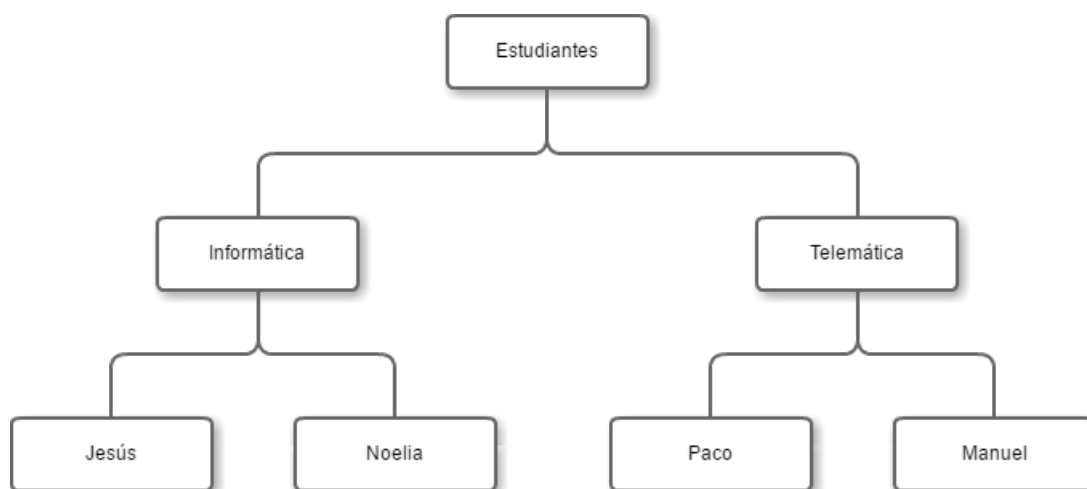 Estudiantes
Informática
Telemática
Jesús
Noelia
Paco
Manuel